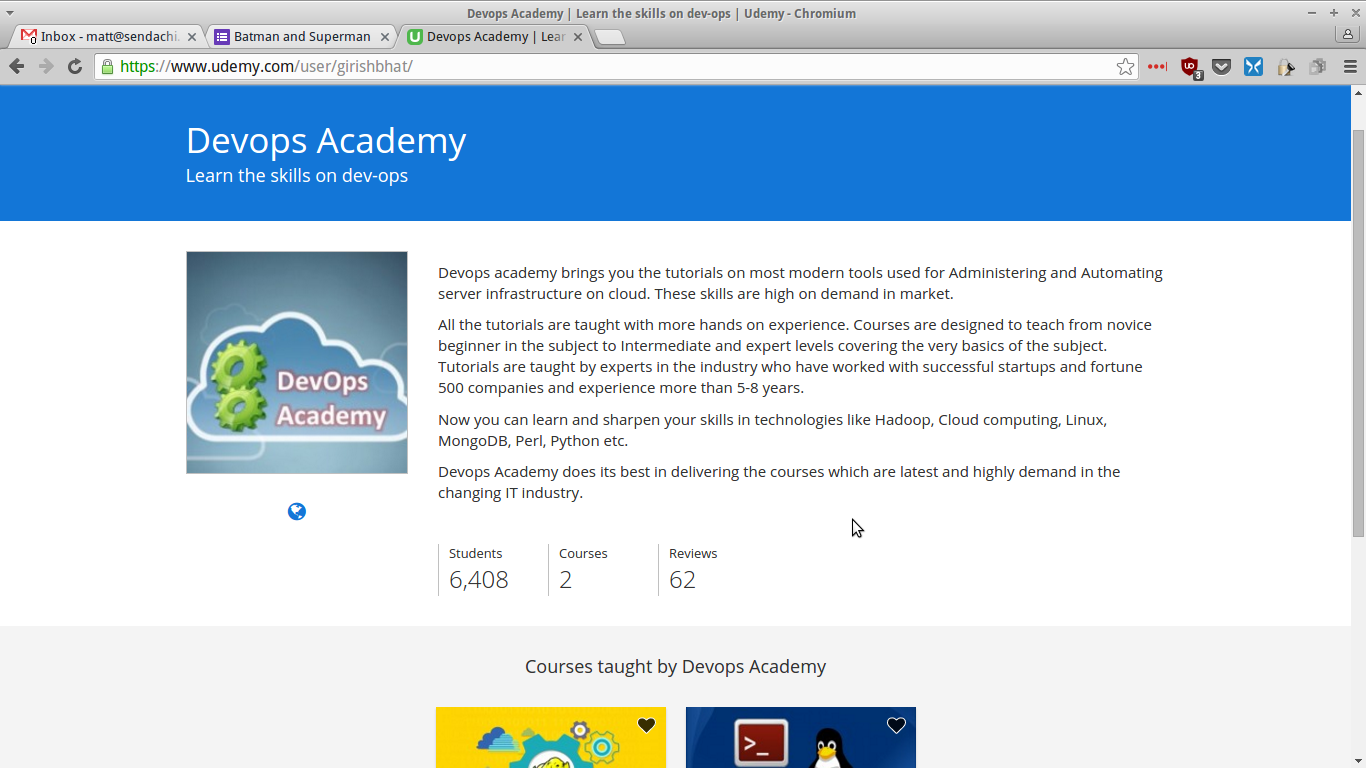 Devops Academy | Learn the skills on dev-ops | Udemy - Chromium
Inbox - matt@sendachi.
Batman and Superman
Devops Academy | Lear
https://www.udemy.com/user/girishbhat/
3
Devops Academy
Learn the skills on dev-ops
DevOps
Academy
Devops academy brings you the tutorials on most modern tools used for Administering and Automating
server infrastructure on cloud. These skills are high on demand in market.
All the tutorials are taught with more hands on experience. Courses are designed to teach from novice
beginner in the subject to Intermediate and expert levels covering the very basics of the subject.
Tutorials are taught by experts in the industry who have worked with successful startups and fortune
500 companies and experience more than 5-8 years.
Now you can learn and sharpen your skills in technologies like Hadoop, Cloud computing, Linux,
MongoDB, Perl, Python etc.
Devops Academy does its best in delivering the courses which are latest and highly demand in the
changing IT industry.
Students
6,408
Courses
2
Reviews
62
Courses taught by Devops Academy
>_